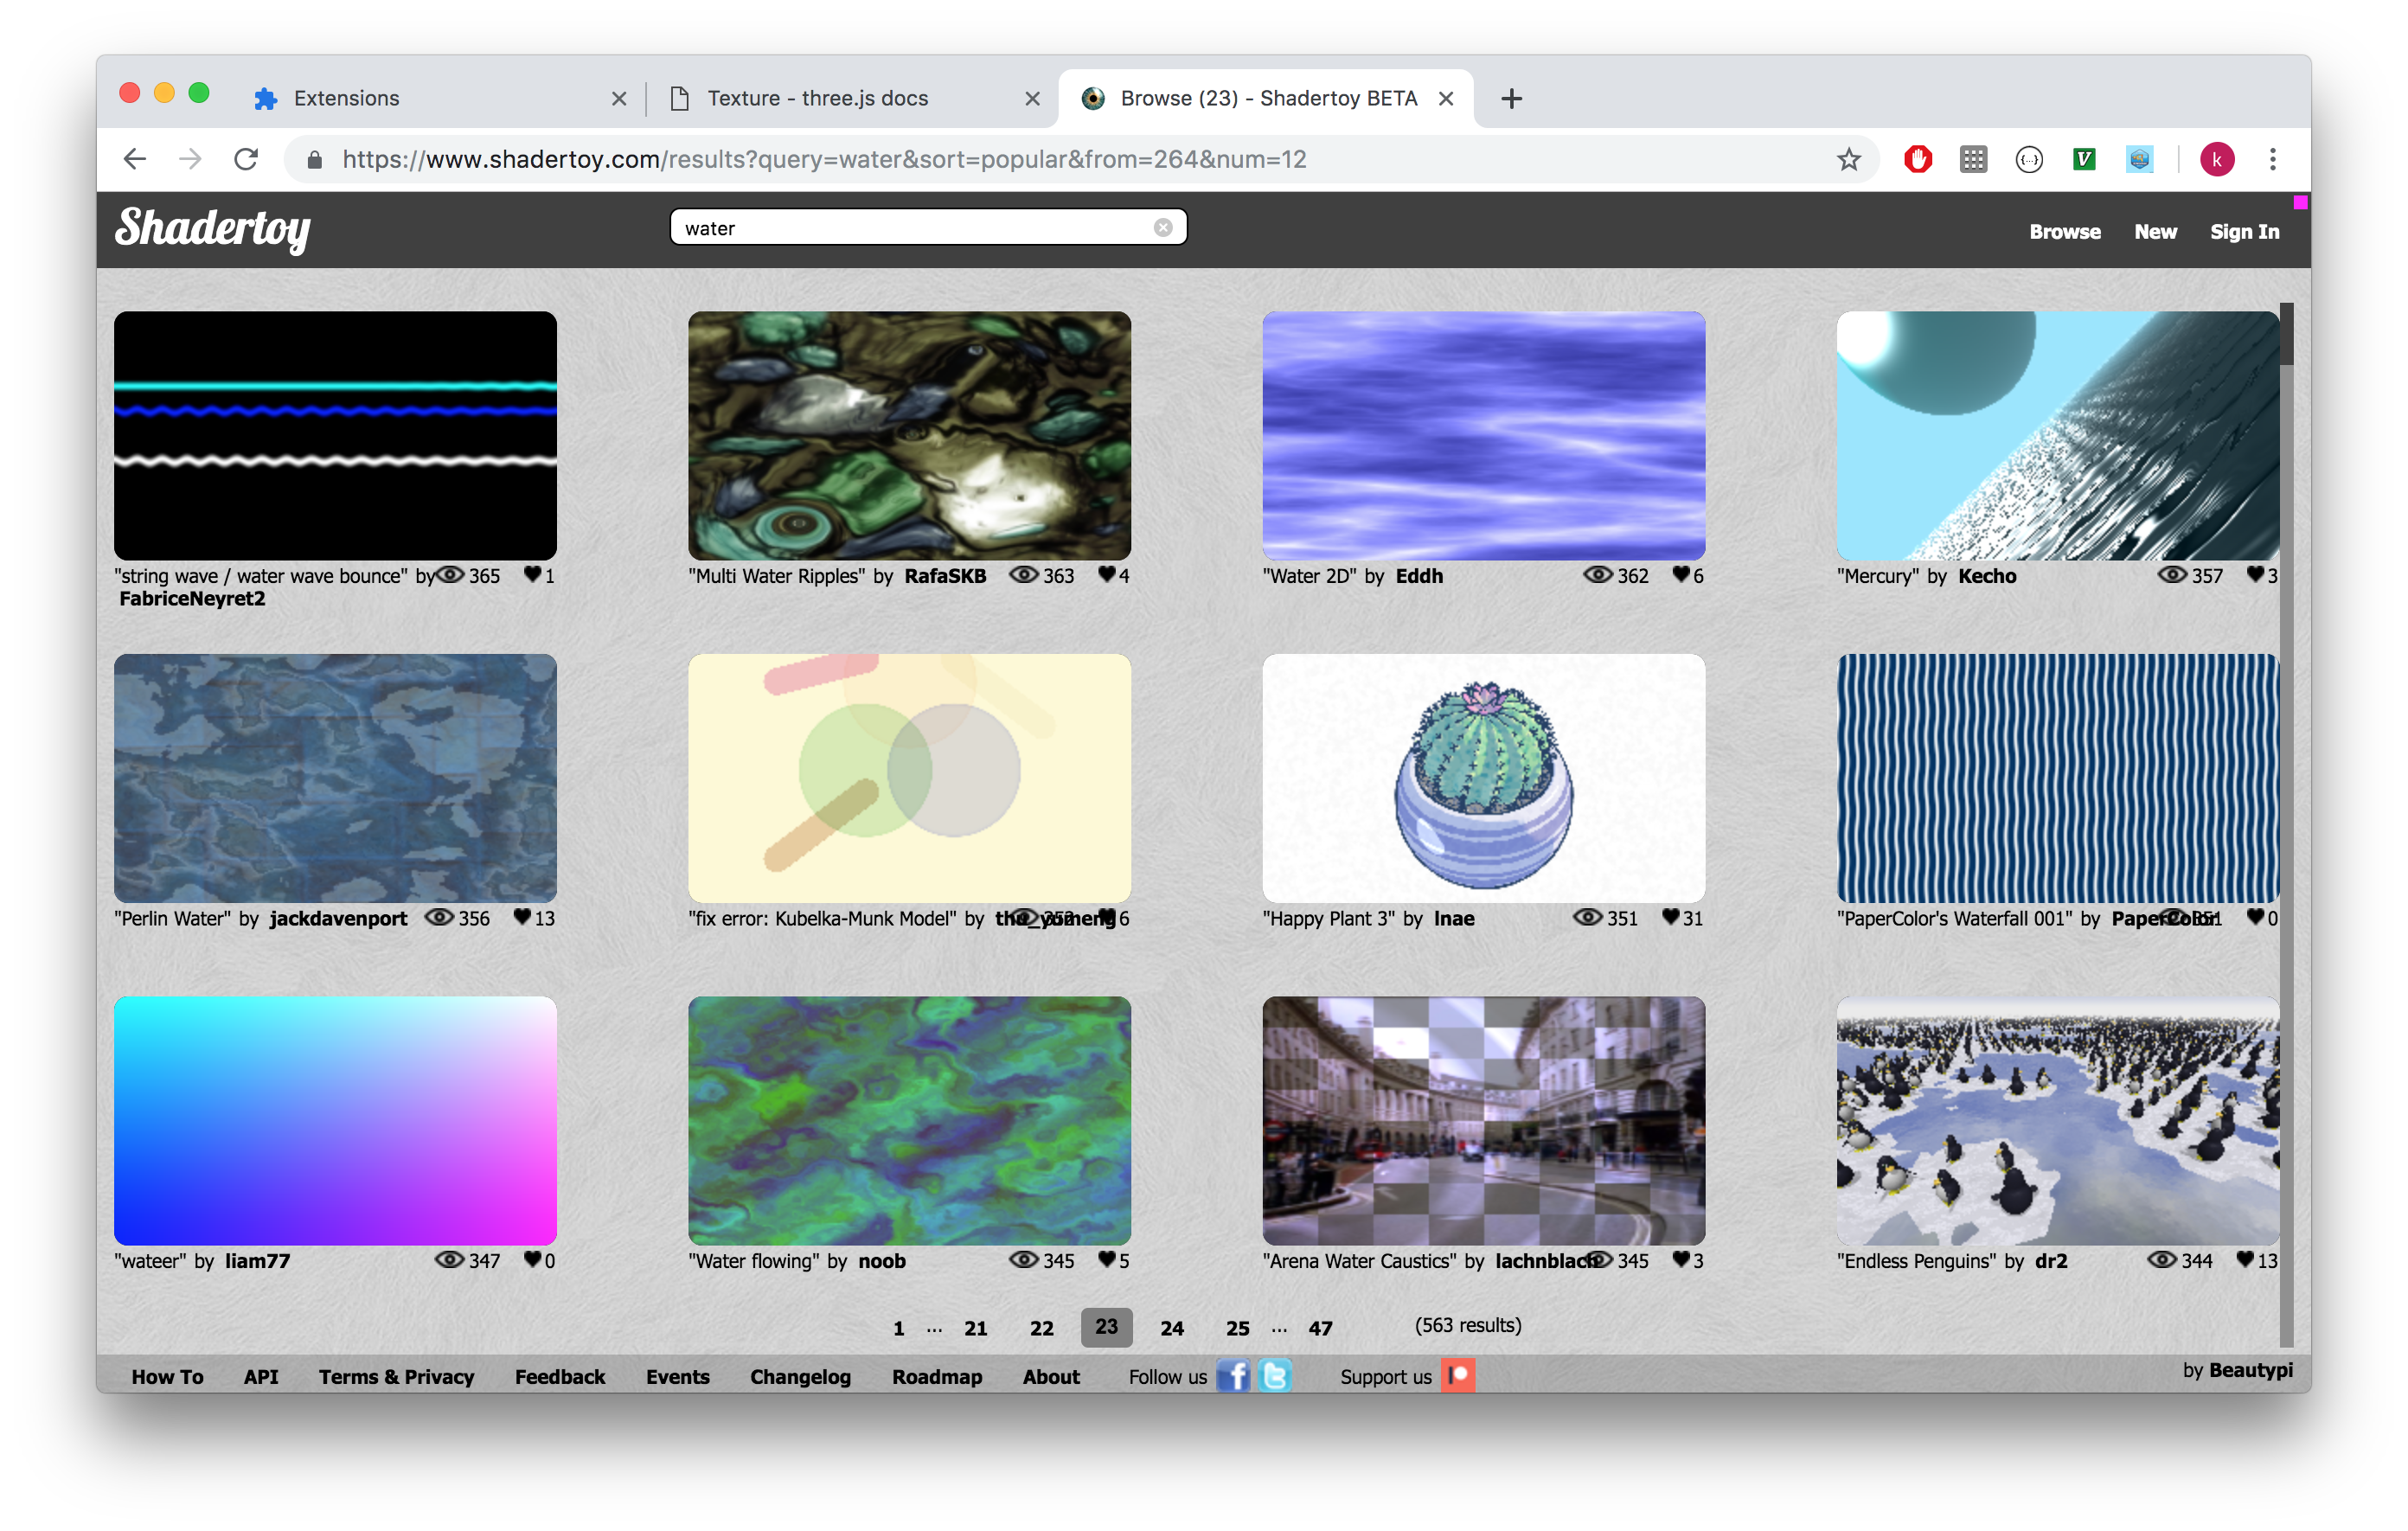 Extensions
Texture - three.js docs
Browse (23) - Shadertoy BETA
https://www.shadertoy.com/results?query=water&sort=popular&from=264&num=12
k
Shadertoy
water
Browse New Sign In
"string wave / water wave bounce" by 365 1
FabriceNeyret2
"Multi Water Ripples" by RafaSKB 363 4
"Water 2D" by Eddh 362 6
"Mercury" by Kecho 357 3
"Perlin Water" by jackdavenport 356 13
"fix error: Kubelka-Munk Model" by thu_yumeng 6
"Happy Plant 3" by Inae 351 31
"PaperColor's Waterfall 001" by PaperColor 351 0
"wateer" by liam77 347 0
"Water flowing" by noob 345 5
"Arena Water Caustics" by lachnblach 345 3
"Endless Penguins" by dr2 344 13
1 ... 21 22 23 24 25 ... 47 (563 results)
How To API Terms & Privacy Feedback Events Changelog Roadmap About Follow us Support us by Beautypi